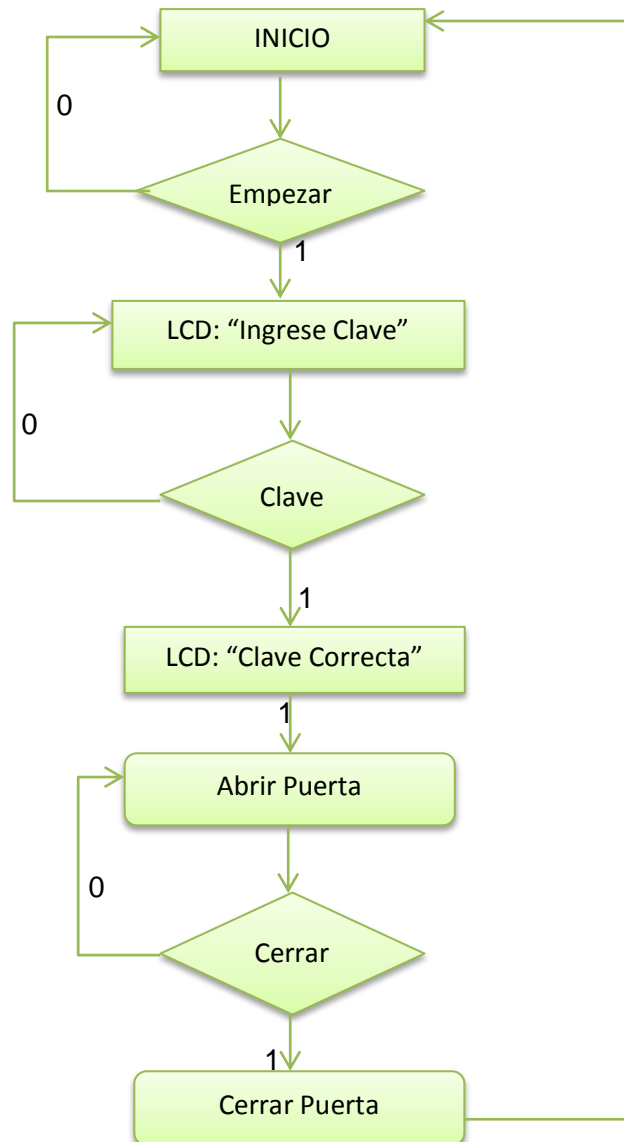 INICIO
0
Empezar
1
LCD: “Ingrese Clave”
0
Clave
1
LCD: “Clave Correcta”
1
Abrir Puerta
0
Cerrar
1
Cerrar Puerta